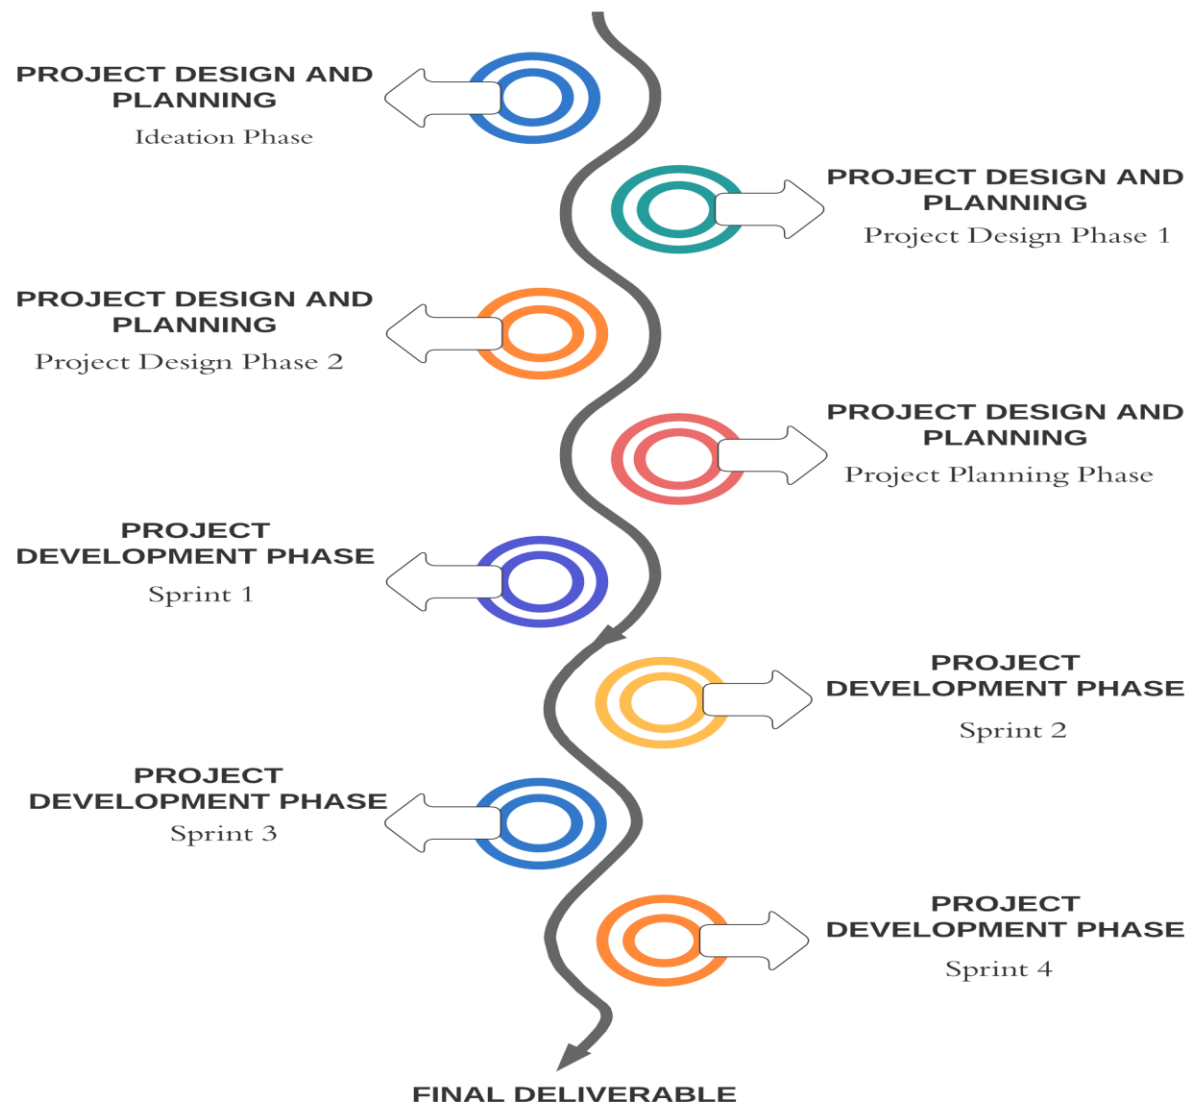 PROJECT DESIGN AND
PLANNING
Ideation Phase
PROJECT DESIGN AND
PLANNING
Project Design Phase 1
PROJECT DESIGN AND
PLANNING
Project Design Phase 2
PROJECT DESIGN AND
PLANNING
Project Planning Phase
PROJECT
DEVELOPMENT PHASE
Sprint 1
PROJECT
DEVELOPMENT PHASE
Sprint 2
PROJECT
DEVELOPMENT PHASE
Sprint 3
PROJECT
DEVELOPMENT PHASE
Sprint 4
FINAL DELIVERABLE